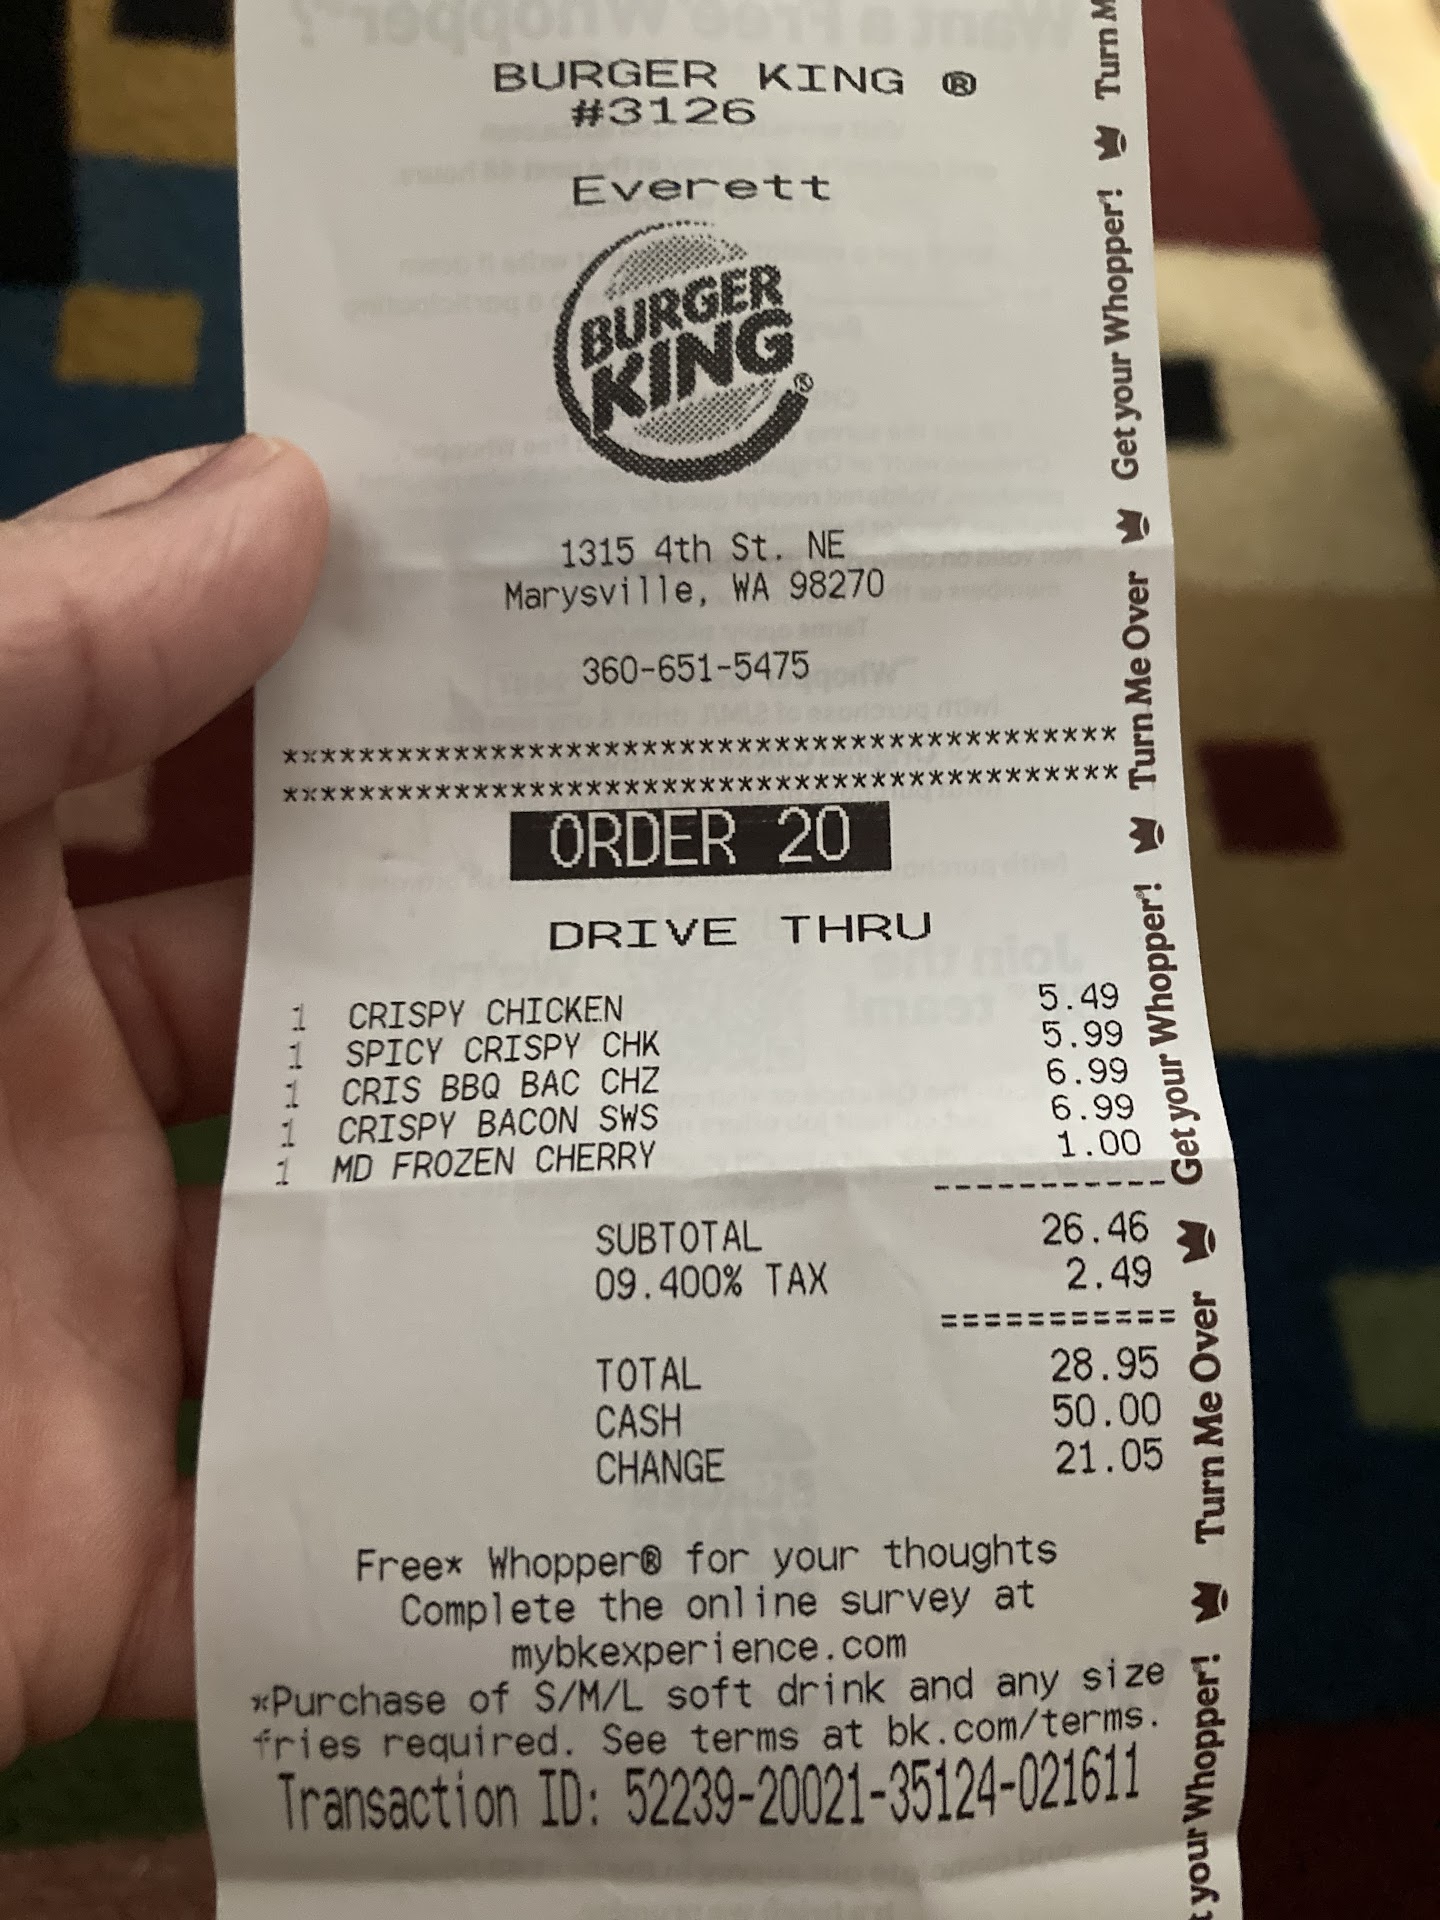 BURGER KING ®
#3126
Everett
BURGER
KING®
1315 4th St. NE
Marysville, WA 98270
360-651-5475
********************************************
********************************************
ORDER 20
DRIVE THRU
1 CRISPY CHICKEN 5.49
1 SPICY CRISPY CHK 5.99
1 CRIS BBQ BAC CHZ 6.99
1 CRISPY BACON SWS 6.99
1 MD FROZEN CHERRY 1.00
-----------
SUBTOTAL 26.46
09.400% TAX 2.49
===========
TOTAL 28.95
CASH 50.00
CHANGE 21.05
Free* Whopper® for your thoughts
Complete the online survey at
mybkexperience.com
*Purchase of S/M/L soft drink and any size
fries required. See terms at bk.com/terms.
Transaction ID: 52239-20021-35124-021611
your Whopper! Turn Me Over Get your Whopper! Turn Me Over Get your Whopper! Turn